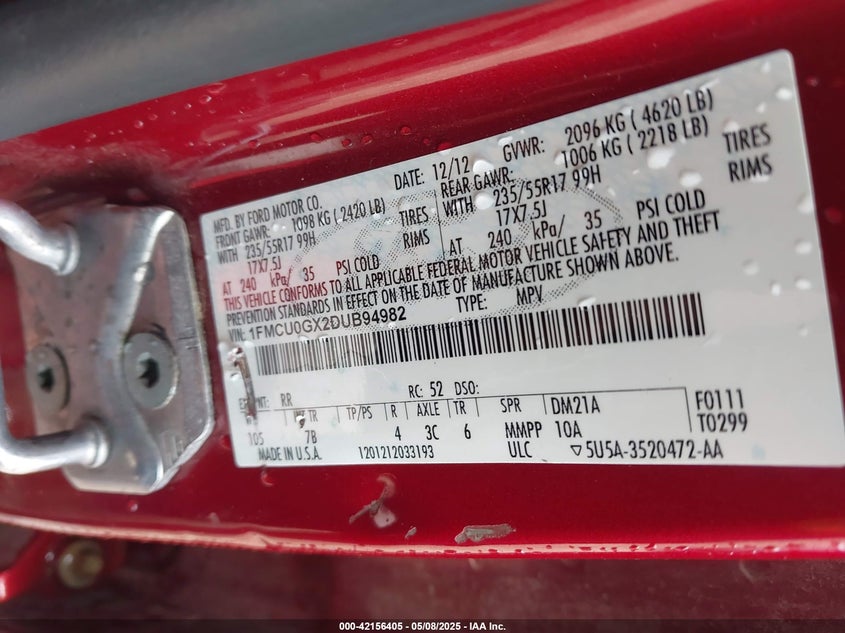 MFD. BY FORD MOTOR CO. DATE: 12/12 GVWR: 2096 KG ( 4620 LB)
FRONT GAWR: 1098 KG ( 2420 LB) REAR GAWR: 1006 KG ( 2218 LB)
WITH 235/55R17 99H TIRES WITH 235/55R17 99H TIRES
17X7.5J RIMS 17X7.5J RIMS
AT 240 kPa/ 35 PSI COLD AT 240 kPa/ 35 PSI COLD
THIS VEHICLE CONFORMS TO ALL APPLICABLE FEDERAL MOTOR VEHICLE SAFETY AND THEFT
PREVENTION STANDARDS IN EFFECT ON THE DATE OF MANUFACTURE SHOWN ABOVE.
VIN: 1FMCU0GX2DUB94982 TYPE: MPV
RR RC: 52 DSO:
TR TP/PS R AXLE TR SPR DM21A F0111
105 7B 4 3C 6 MMPP 10A T0299
MADE IN U.S.A. 1201212033193 ULC ▽5U5A-3520472-AA
000-42156405 - 05/08/2025 - IAA Inc.